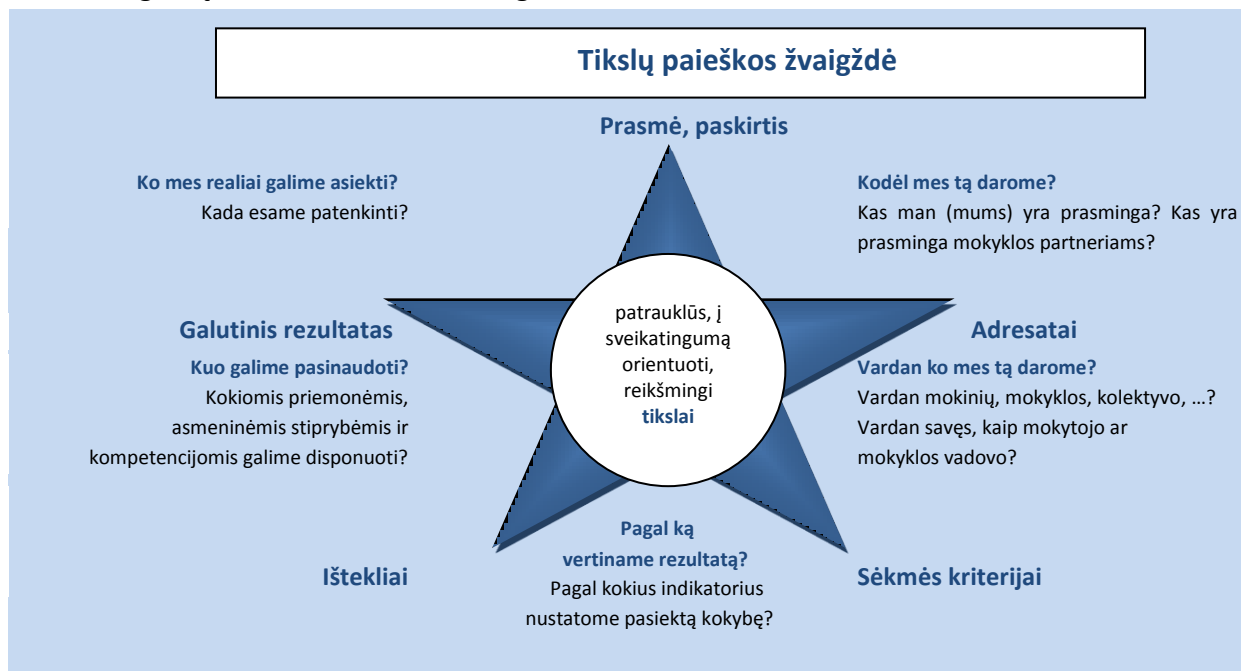 Tikslų paieškos žvaigždė
Prasmė, paskirtis
Ko mes realiai galime asiekti?
Kada esame patenkinti?
Kodėl mes tą darome?
Kas man (mums) yra prasminga? Kas yra
prasminga mokyklos partneriams?
patrauklūs, į
sveikatingumą
orientuoti,
reikšmingi
tikslai
Galutinis rezultatas
Kuo galime pasinaudoti?
Kokiomis priemonėmis,
asmeninėmis stiprybėmis ir
kompetencijomis galime disponuoti?
Adresatai
Vardan ko mes tą darome?
Vardan mokinių, mokyklos, kolektyvo, …?
Vardan savęs, kaip mokytojo ar
mokyklos vadovo?
Ištekliai
Pagal ką
vertiname rezultatą?
Pagal kokius indikatorius
nustatome pasiektą kokybę?
Sėkmės kriterijai